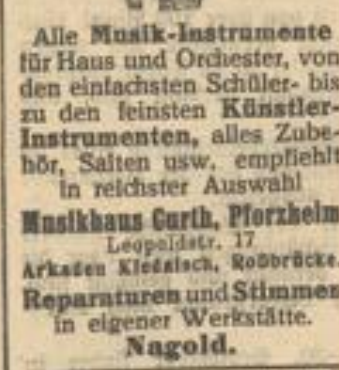 Alle Musik-Instrumente
für Haus und Orchester, von
den einfachsten Schüler- bis
zu den feinsten Künstler-
Instrumenten, alles Zube-
hör, Saiten usw. empfiehlt
in reichster Auswahl
Musikhaus Curth, Pforzheim
Leopoldstr. 17
Arkaden Kiedaisch, Roßbrücke.
Reparaturen und Stimmen
in eigener Werkstätte.
Nagold.